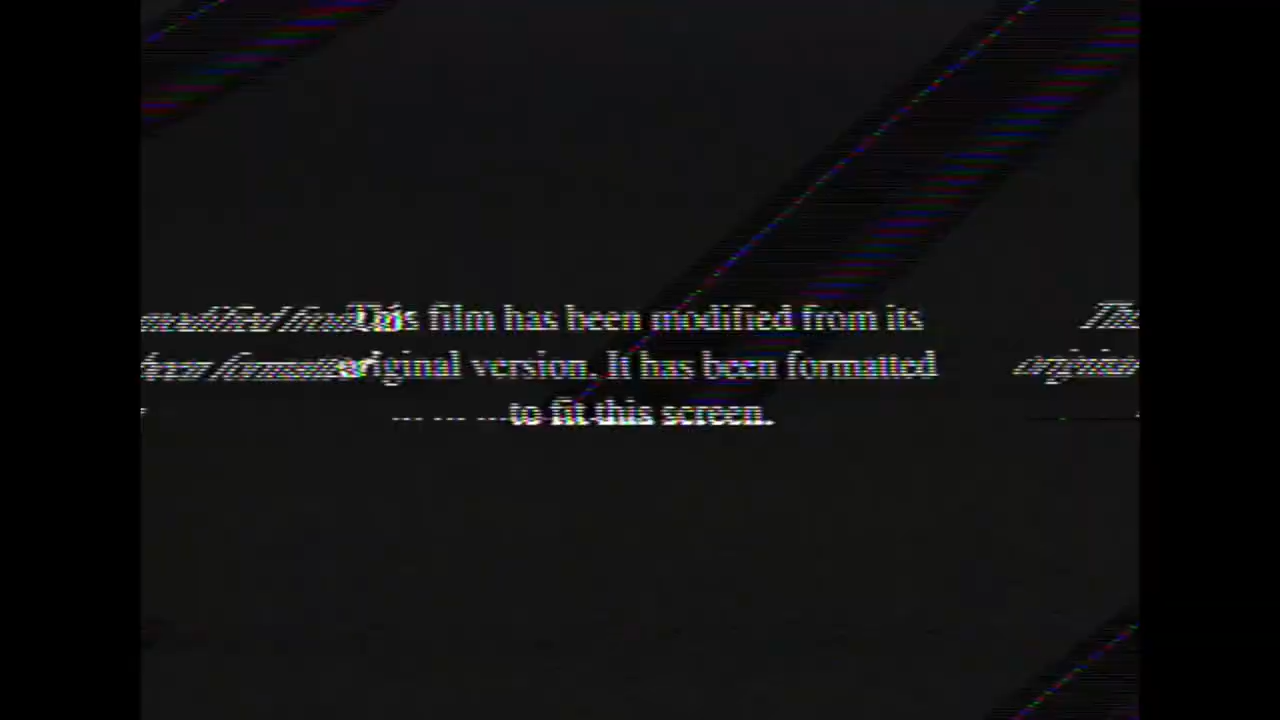 This film has been modified from its
original version. It has been formatted
to fit this screen.